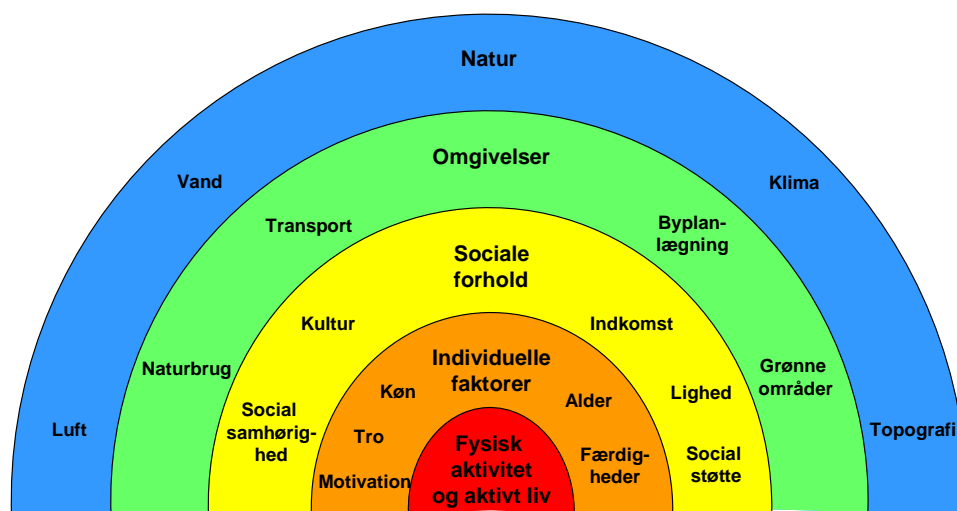 Natur
Vand
Klima
Luft
Topografi
Omgivelser
Transport
Byplan-
lægning
Naturbrug
Grønne
områder
Sociale
forhold
Kultur
Indkomst
Social
samhørig-
hed
Lighed
Social
støtte
Individuelle
faktorer
Køn
Alder
Tro
Motivation
Færdig-
heder
Fysisk
aktivitet
og aktivt liv